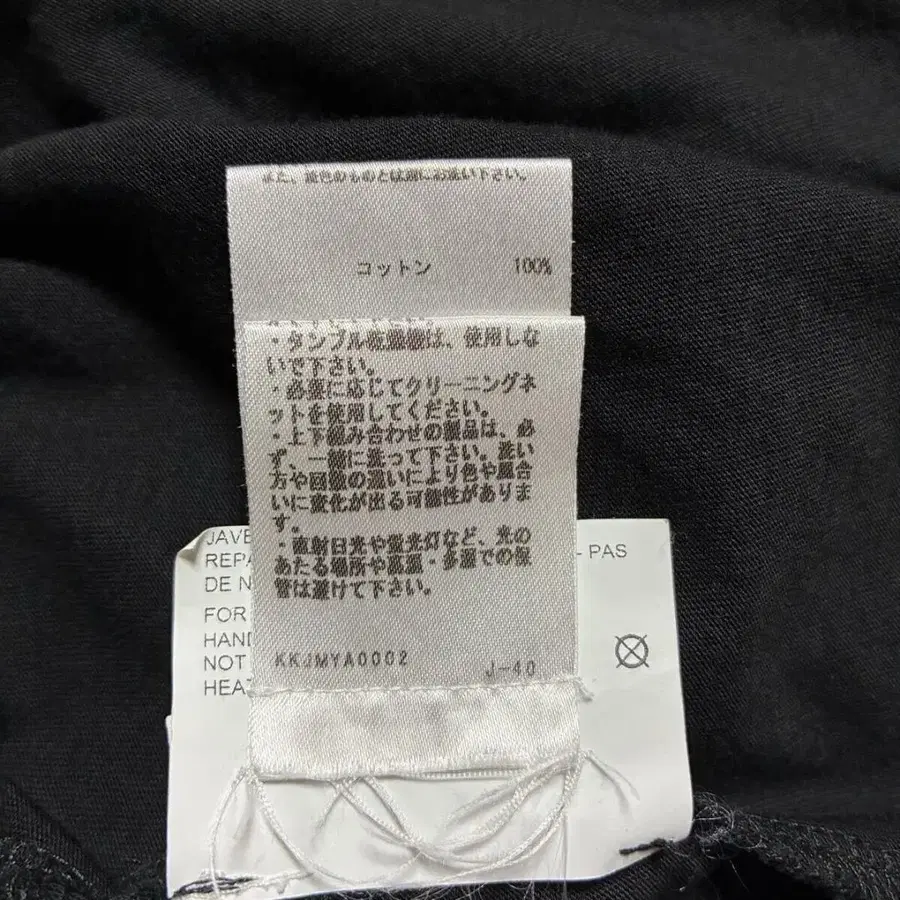 また、淡色のものとは別にお洗い下さい。
コットン 100%
・タンブル乾燥機は、使用しな
いで下さい。
・必要に応じてクリーニングネ
ットを使用してください。
・上下組み合わせの製品は、必
ず、一緒に洗って下さい。洗い
方や回数の違いにより色や風合
いに変化が出る可能性がありま
す。
・直射日光や蛍光灯など、光の
あたる場所や高温・多湿での保
管は避けて下さい。
KKJMYA0002 J-40
JAVE
REPA - PAS
DE N
FOR
HAND
NOT
HEAT